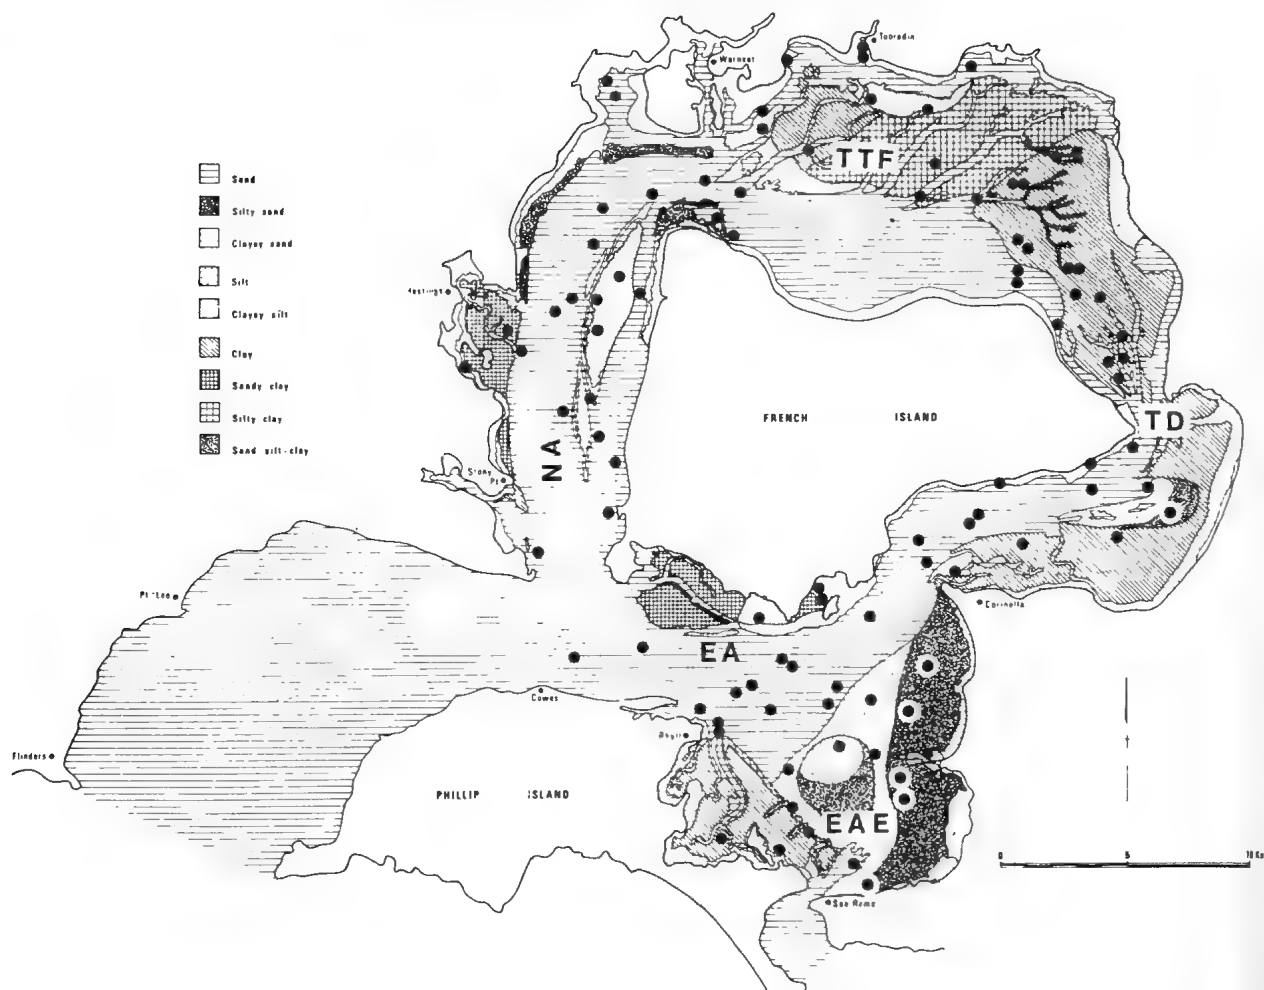 Tooradin
Warneet
TTF
Sand
Silty sand
Clayey sand
Silt
Clayey silt
Clay
Sandy clay
Silty clay
Sand silt-clay
Hastings
FRENCH ISLAND
TD
NA
Stony
Pt
Pt Leo
Corinella
EA
Cowes
Rhyll
Flinders
PHILLIP ISLAND
EAE
San Remo
0 5 10 Km